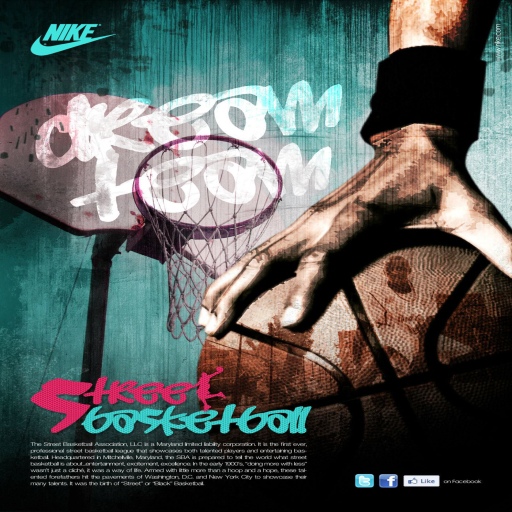 NIKE
www.nike.com
dream
team
Street
basketball
The Street Basketball Association, LLC is a Maryland limited liability corporation. It is the first ever,
professional street basketball league that showcases both talented players and entertaining bas-
ketball. Headquartered in Mitchellville, Maryland, the SBA is prepared to tell the world what street
basketball is about...entertainment, excitement, excellence. In the early 1900's, "doing more with less"
wasn't just a cliché, it was a way of life. Armed with little more than a hoop and a hope, these tal-
ented forefathers hit the pavements of Washington, D.C. and New York City to showcase their
many talents. It was the birth of "Street" or "Black" Basketball.
t f Like on Facebook